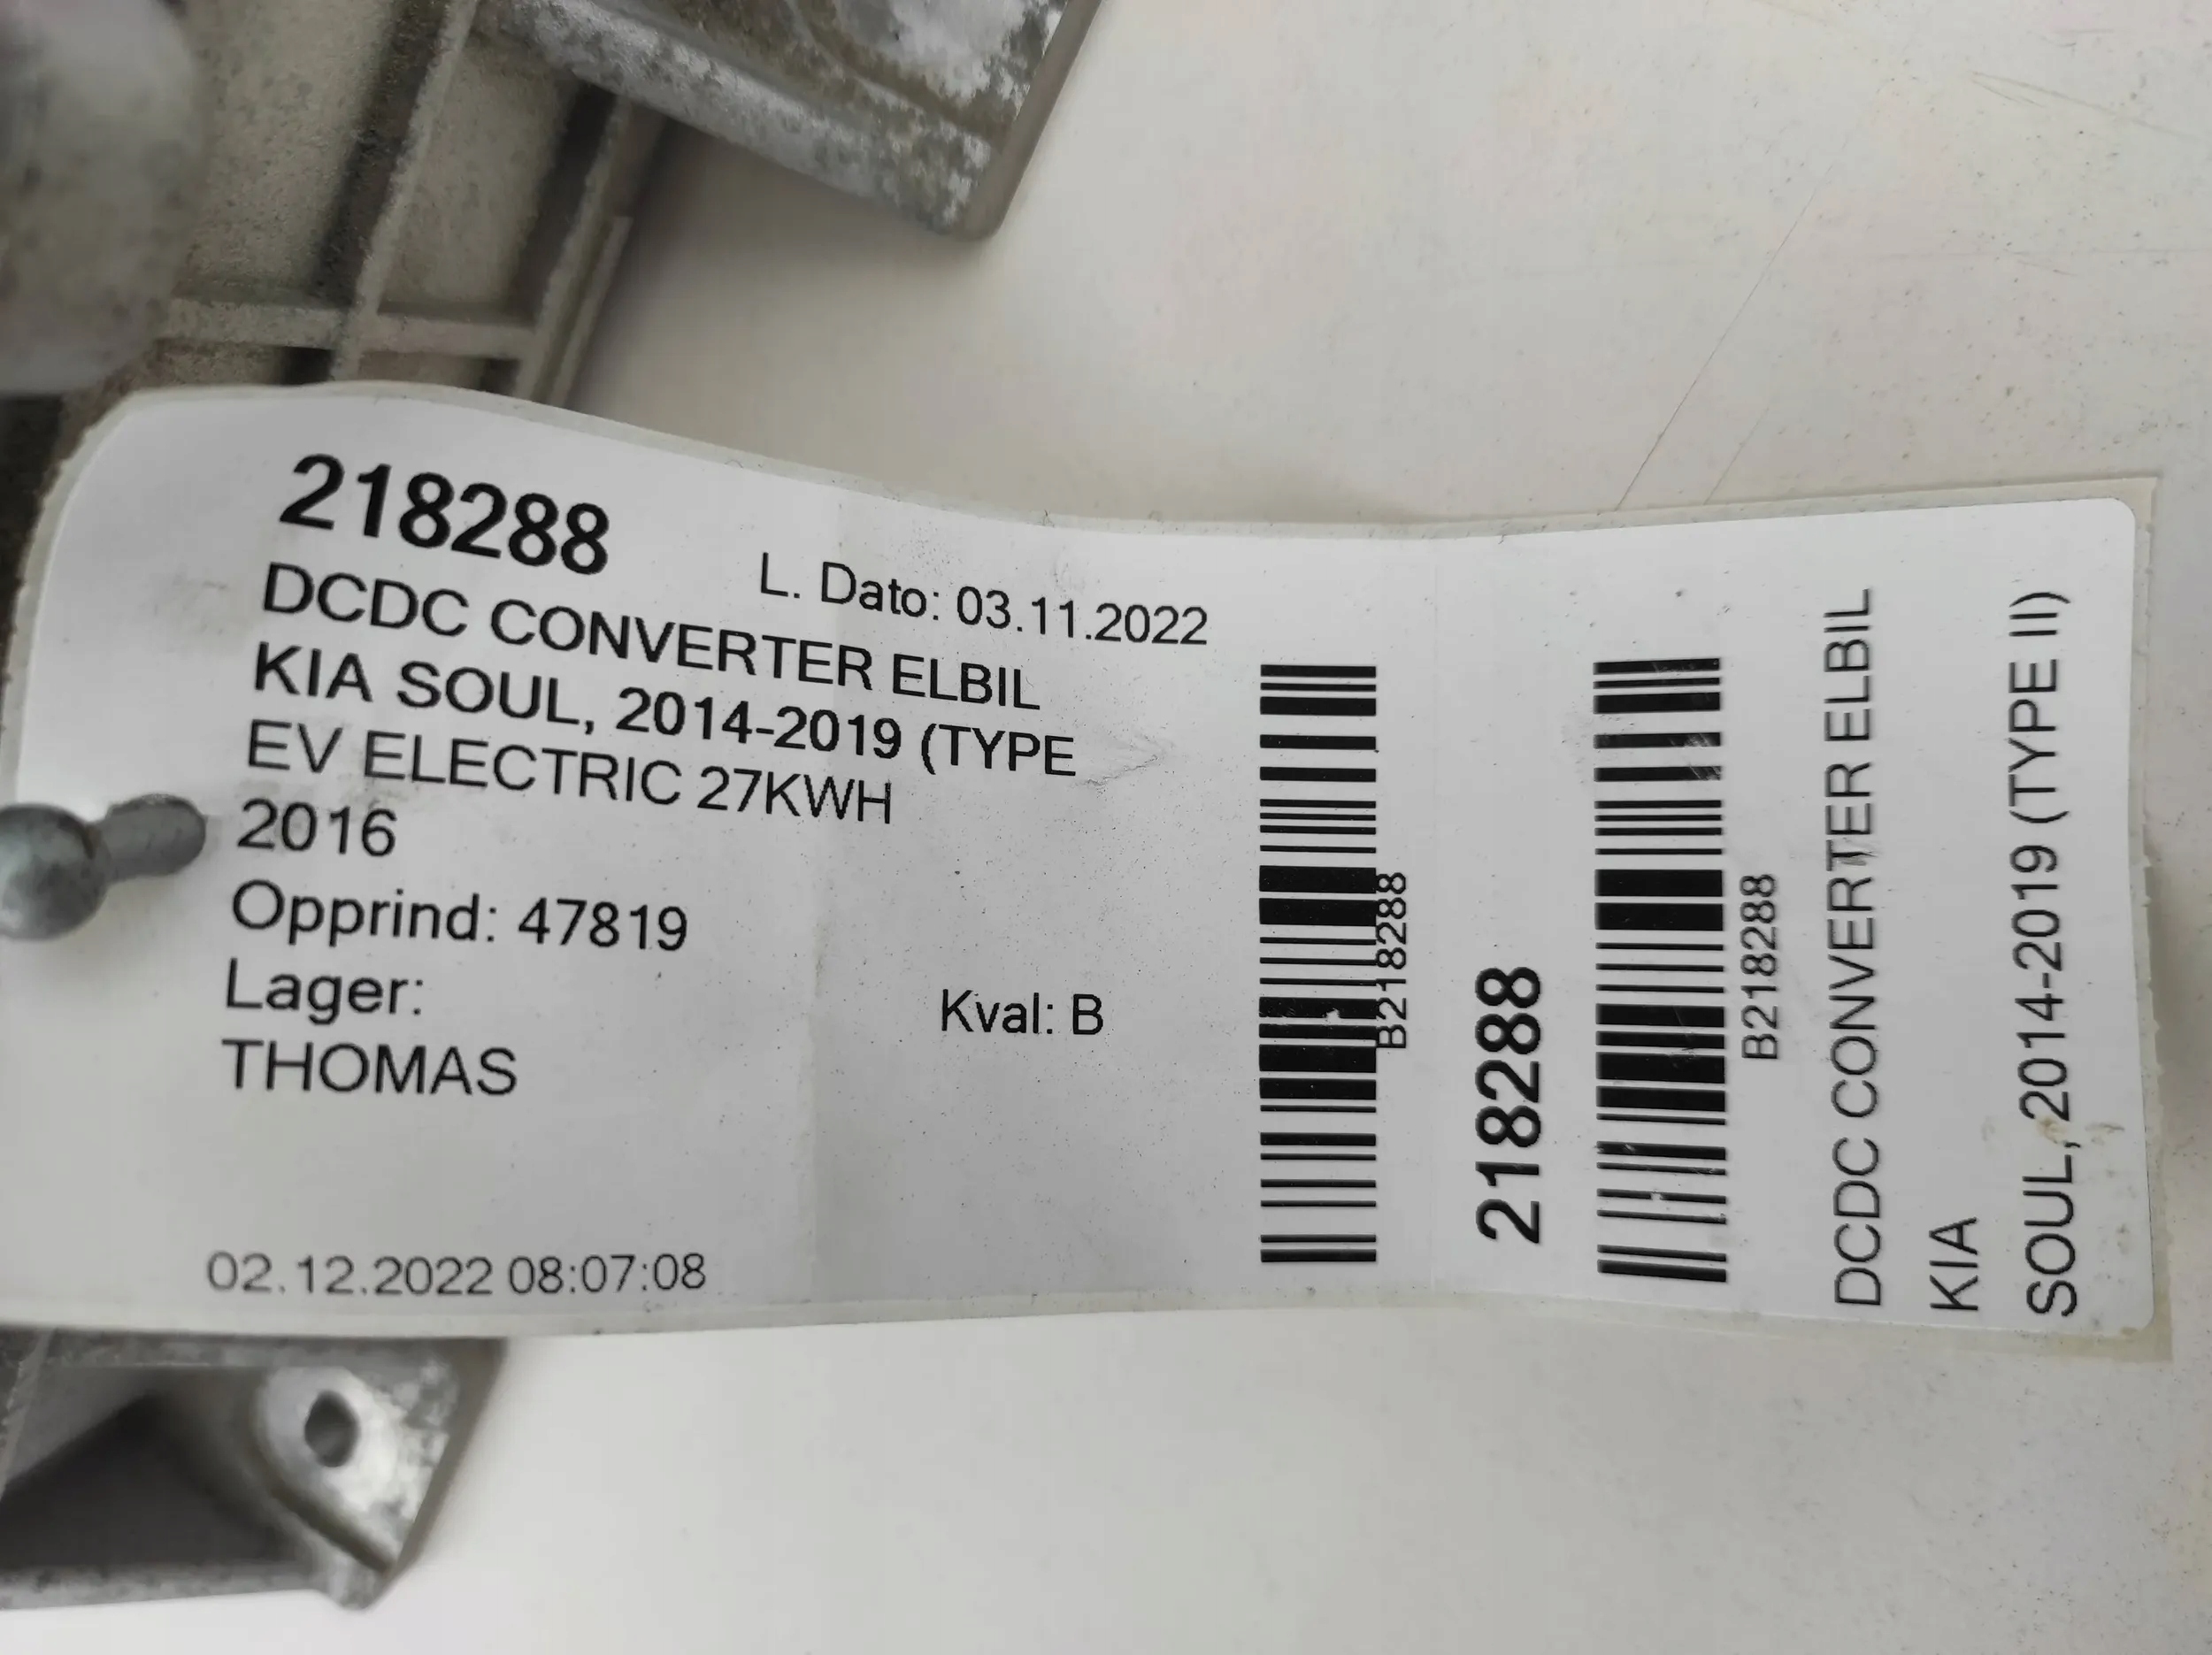 218288
L. Dato: 03.11.2022
DCDC CONVERTER ELBIL
KIA SOUL, 2014-2019 (TYPE
EV ELECTRIC 27KWH
2016
Opprind: 47819
Lager:
Kval: B
THOMAS
02.12.2022 08:07:08
B218288
218288
B218288
DCDC CONVERTER ELBIL
KIA
SOUL, 2014-2019 (TYPE II)